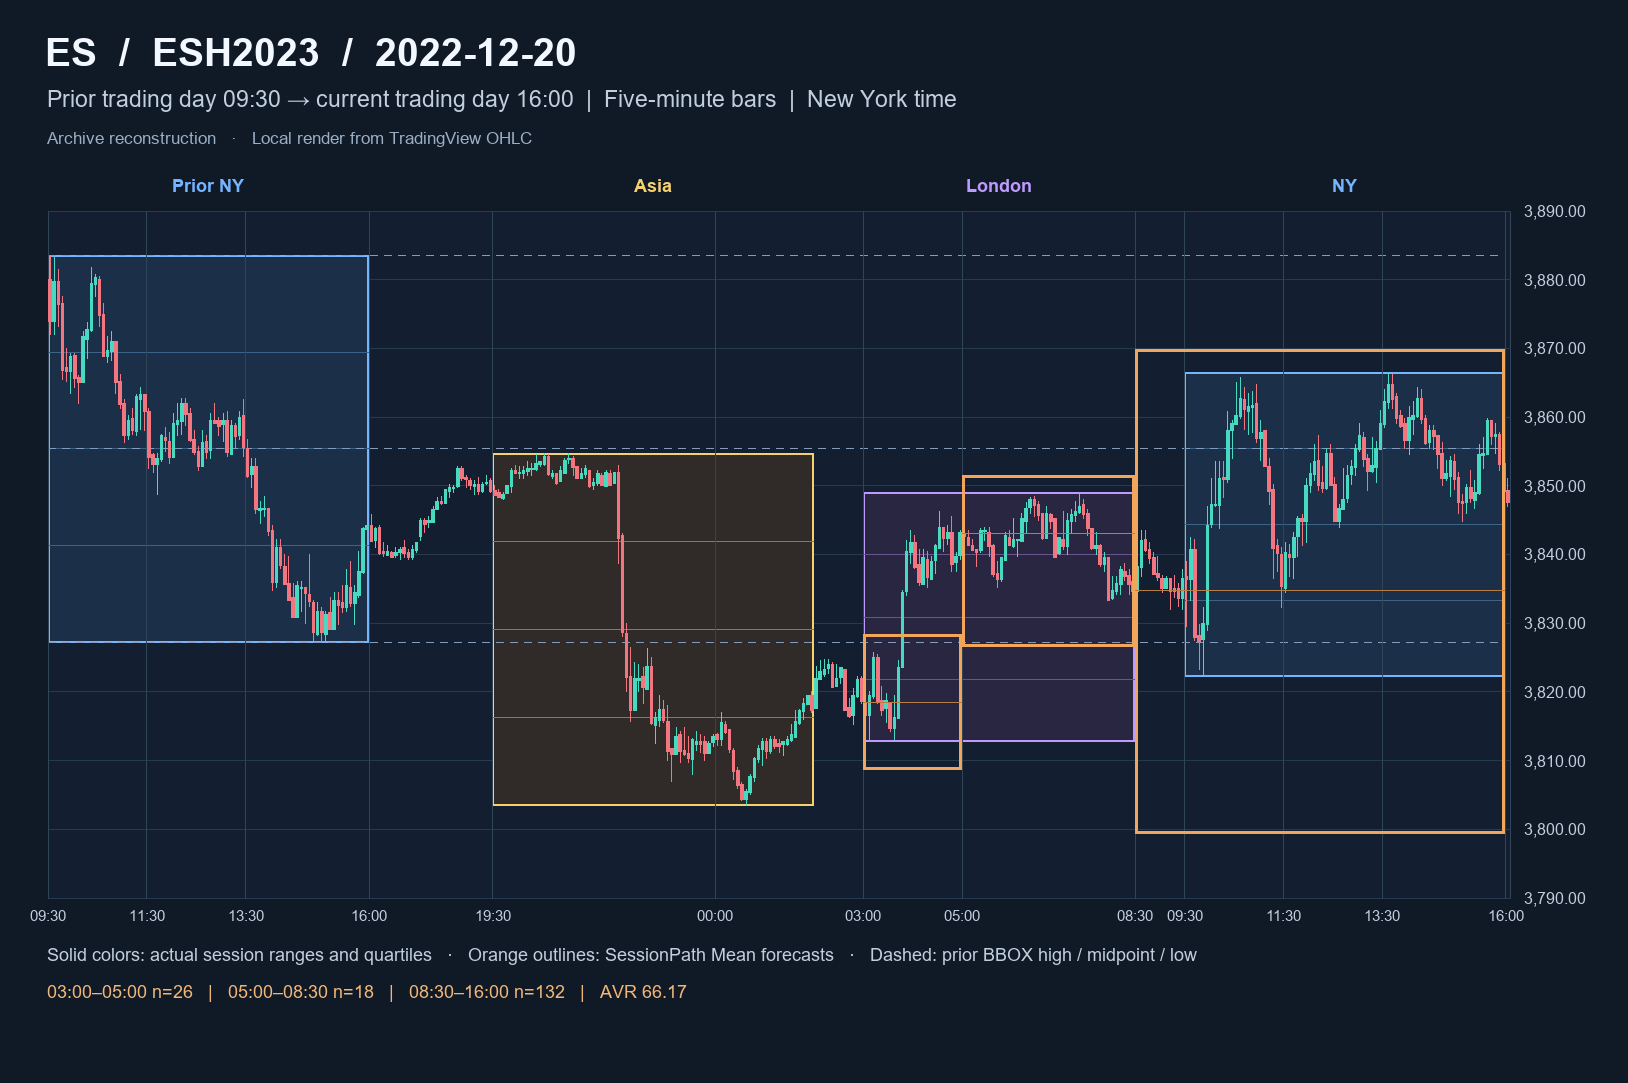 ES / ESH2023 / 2022-12-20
Prior trading day 09:30 → current trading day 16:00 | Five-minute bars | New York time
Archive reconstruction · Local render from TradingView OHLC
Prior NY Asia London NY
3,890.00
3,880.00
3,870.00
3,860.00
3,850.00
3,840.00
3,830.00
3,820.00
3,810.00
3,800.00
3,790.00
09:30 11:30 13:30 16:00 19:30 00:00 03:00 05:00 08:30 09:30 11:30 13:30 16:00
Solid colors: actual session ranges and quartiles · Orange outlines: SessionPath Mean forecasts · Dashed: prior BBOX high / midpoint / low
03:00–05:00 n=26 | 05:00–08:30 n=18 | 08:30–16:00 n=132 | AVR 66.17